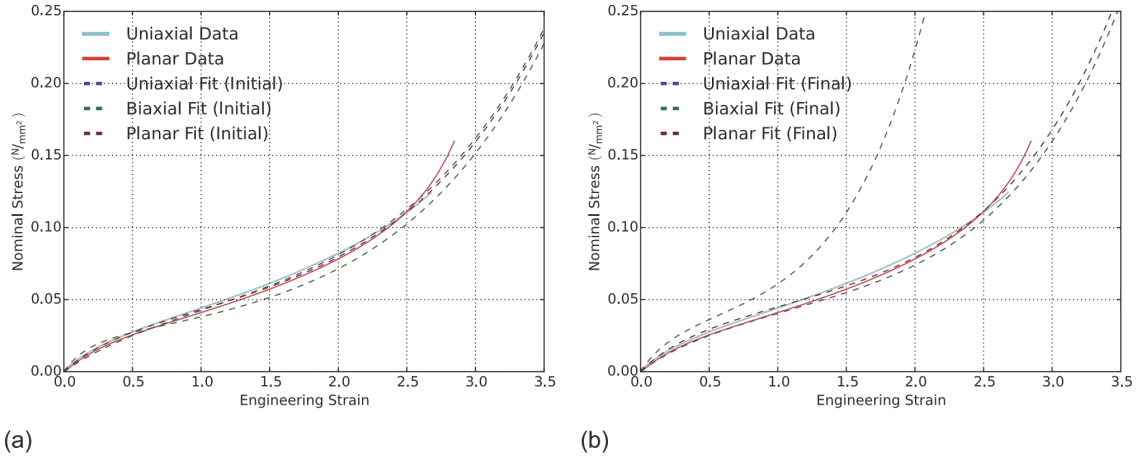 0.25
0.20
0.15
0.10
0.05
0.00
Nominal Stress (N/mm²)
Uniaxial Data
Planar Data
Uniaxial Fit (Initial)
Biaxial Fit (Initial)
Planar Fit (Initial)
0.0 0.5 1.0 1.5 2.0 2.5 3.0 3.5
Engineering Strain
(a)
0.25
0.20
0.15
0.10
0.05
0.00
Nominal Stress (N/mm²)
Uniaxial Data
Planar Data
Uniaxial Fit (Final)
Biaxial Fit (Final)
Planar Fit (Final)
0.0 0.5 1.0 1.5 2.0 2.5 3.0 3.5
Engineering Strain
(b)